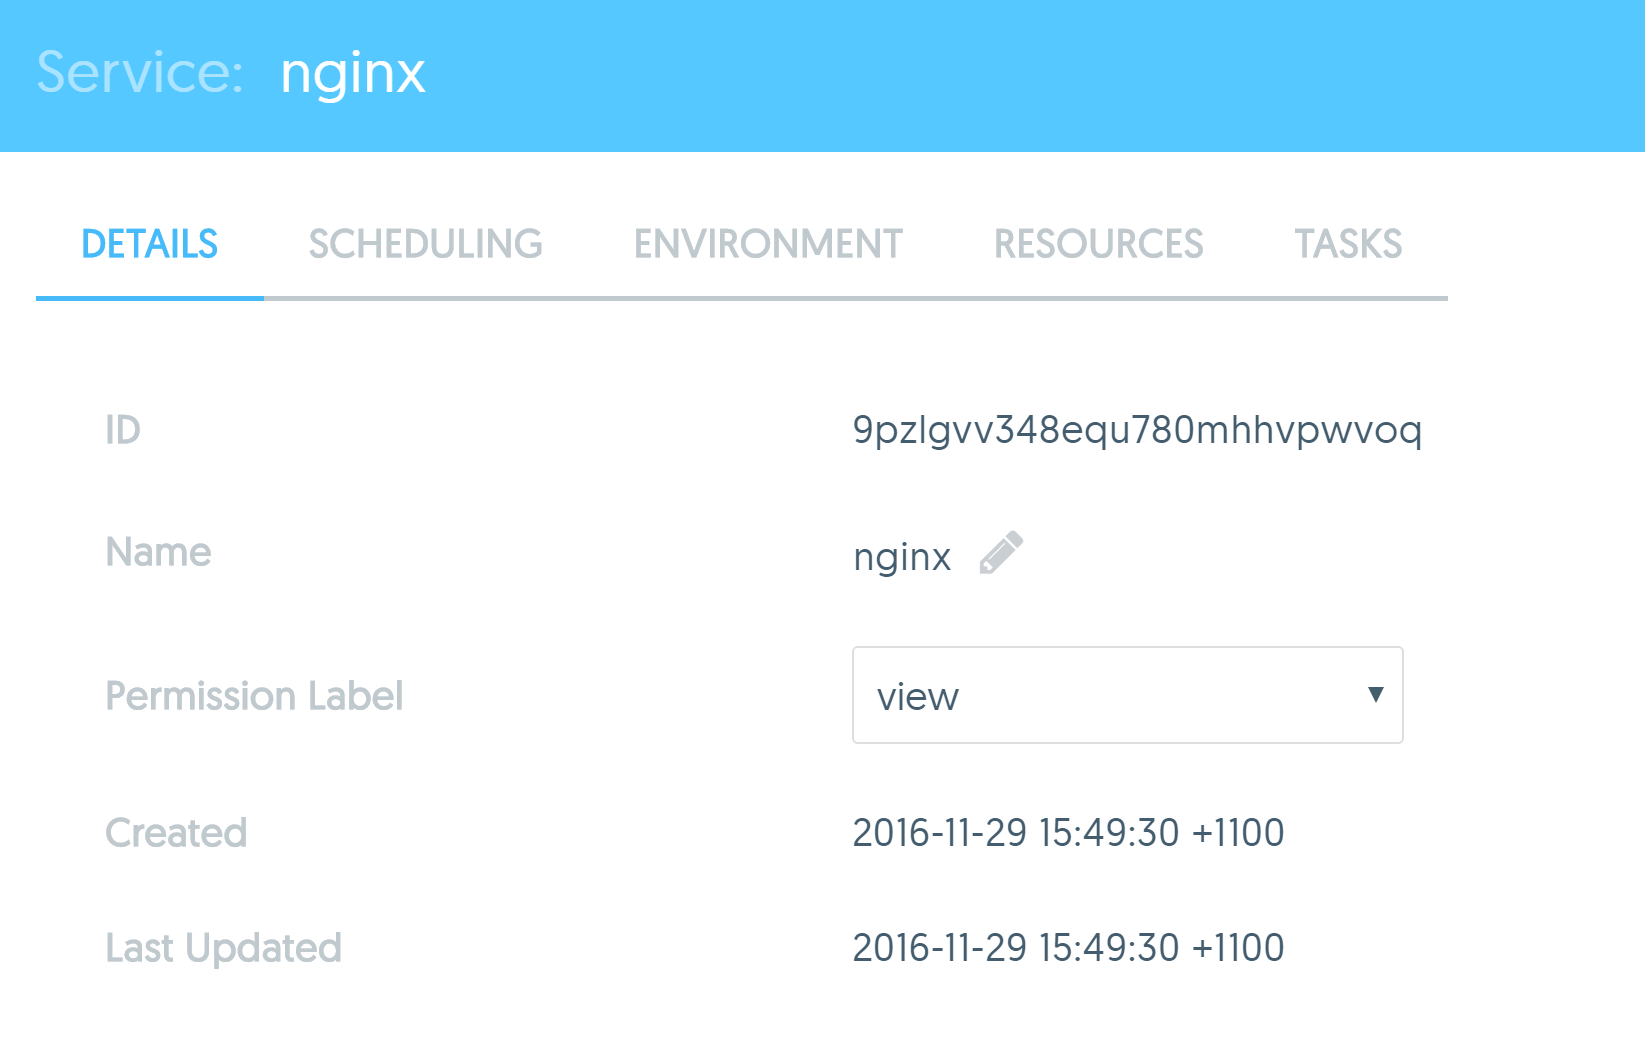 Service: nginx
DETAILS SCHEDULING ENVIRONMENT RESOURCES TASKS
ID 9pzlgvv348equ780mhhvpwvoq
Name nginx
Permission Label view
Created 2016-11-29 15:49:30 +1100
Last Updated 2016-11-29 15:49:30 +1100